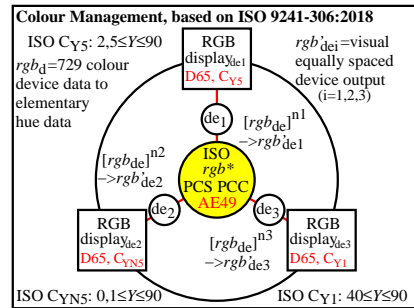 Colour Management, based on ISO 9241-306:2018
ISO C_Y5: 2,5≤Y≤90
rgb_d=729 colour
device data to
elementary
hue data
RGB
display_de1
D65, C_Y5
rgb'_dei=visual
equally spaced
device output
(i=1,2,3)
de_1
[rgb_de]^n1
–>rgb'_de1
[rgb_de]^n2
–>rgb'_de2
ISO
rgb*
PCS PCC
AE49
de_2
de_3
RGB
display_de2
D65, C_YN5
[rgb_de]^n3
–>rgb'_de3
RGB
display_de3
D65, C_Y1
ISO C_YN5: 0,1≤Y≤90
ISO C_Y1: 40≤Y≤90